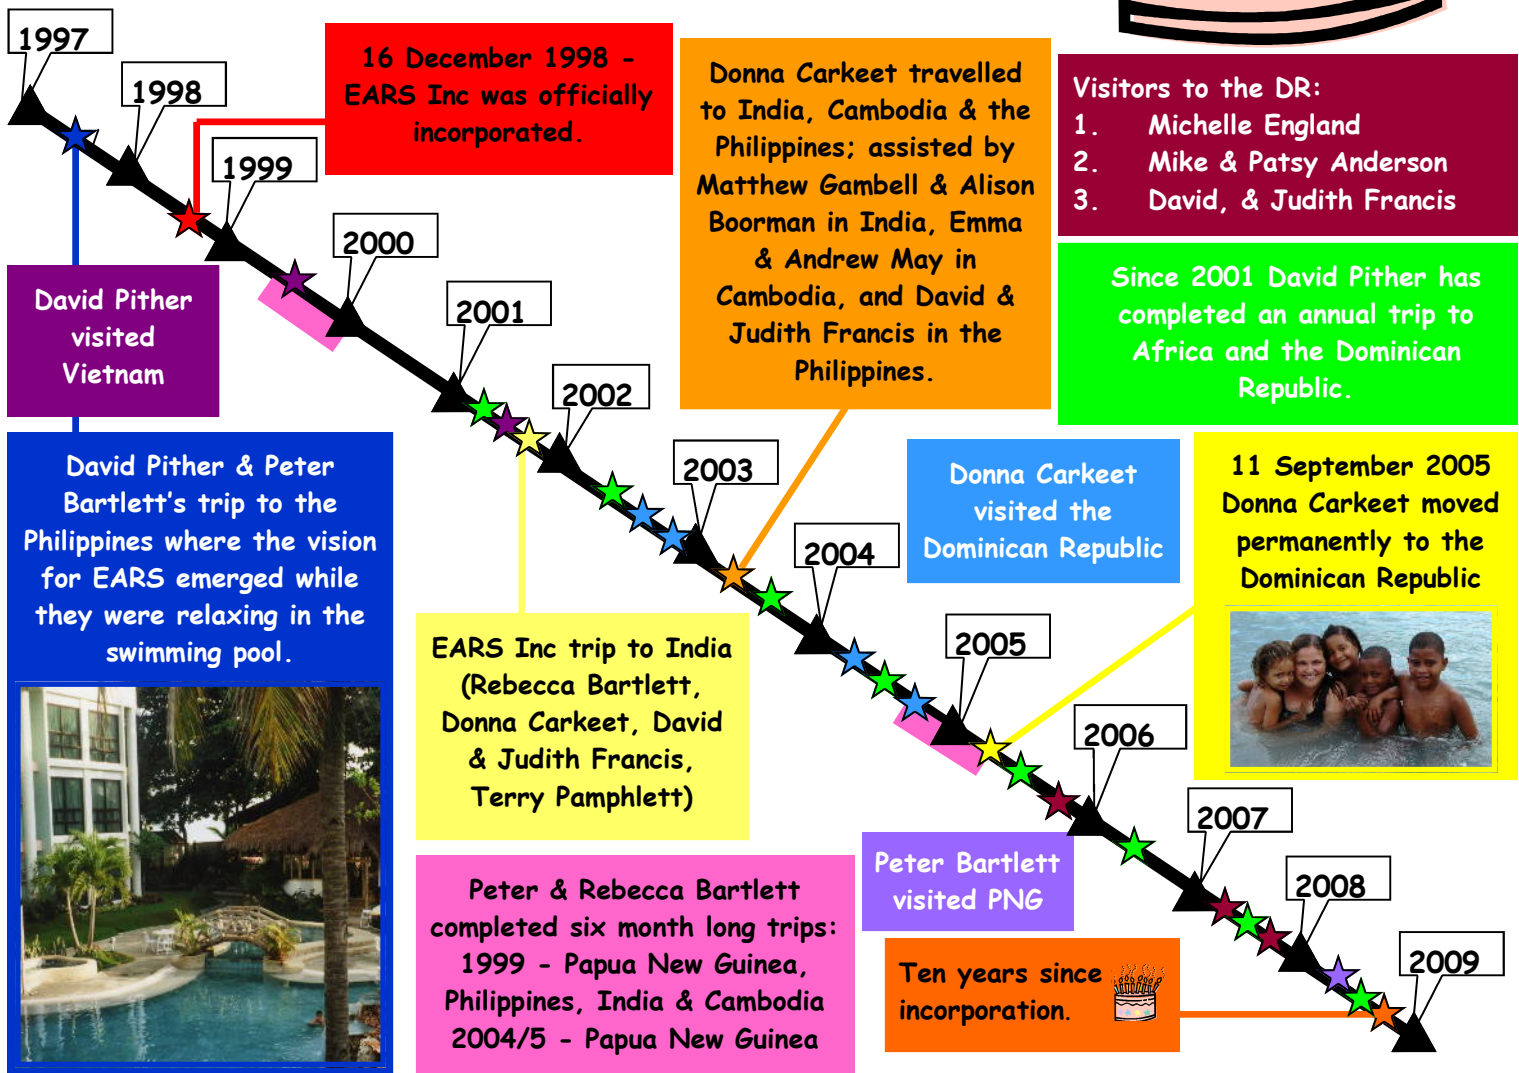 1997
1998
1999
2000
2001
2002
2003
2004
2005
2006
2007
2008
2009
16 December 1998 -
EARS Inc was officially
incorporated.
Donna Carkeet travelled
to India, Cambodia & the
Philippines; assisted by
Matthew Gambell & Alison
Boorman in India, Emma
& Andrew May in
Cambodia, and David &
Judith Francis in the
Philippines.
Visitors to the DR:
1. Michelle England
2. Mike & Patsy Anderson
3. David, & Judith Francis
Since 2001 David Pither has
completed an annual trip to
Africa and the Dominican
Republic.
David Pither
visited
Vietnam
David Pither & Peter
Bartlett's trip to the
Philippines where the vision
for EARS emerged while
they were relaxing in the
swimming pool.
Donna Carkeet
visited the
Dominican Republic
11 September 2005
Donna Carkeet moved
permanently to the
Dominican Republic
EARS Inc trip to India
(Rebecca Bartlett,
Donna Carkeet, David
& Judith Francis,
Terry Pamphlett)
Peter & Rebecca Bartlett
completed six month long trips:
1999 - Papua New Guinea,
Philippines, India & Cambodia
2004/5 - Papua New Guinea
Peter Bartlett
visited PNG
Ten years since
incorporation.